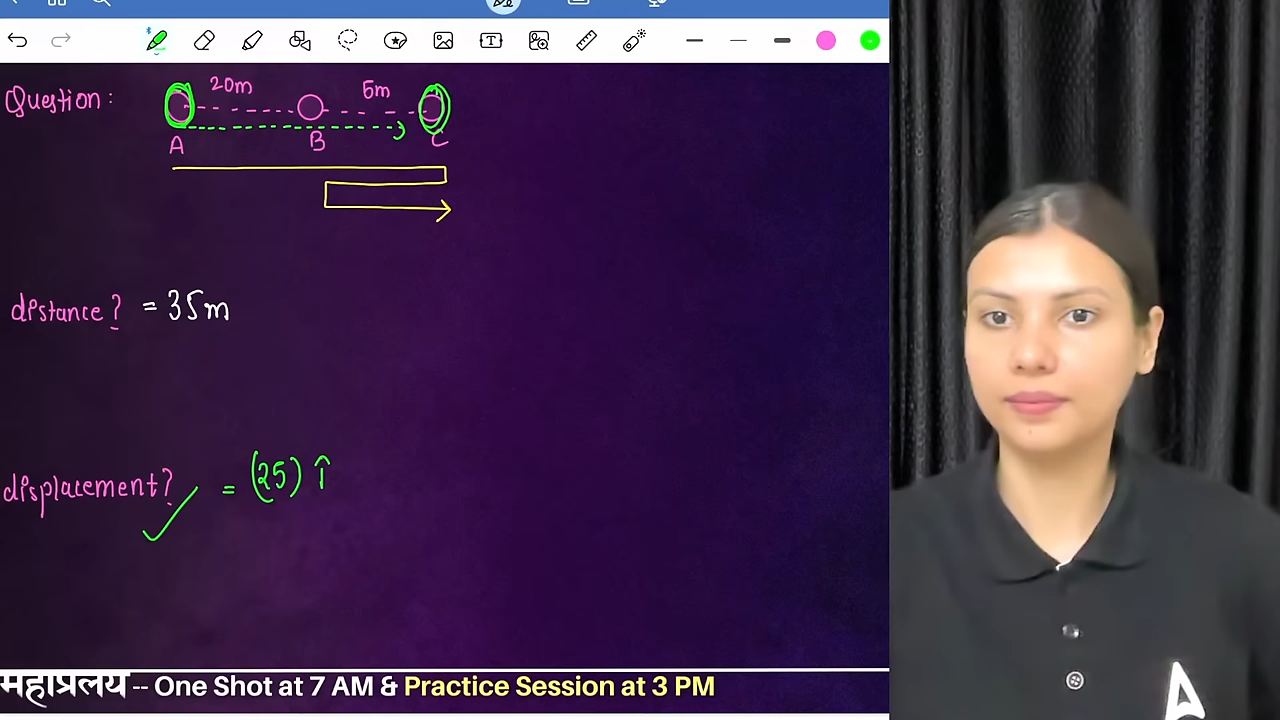 Question: 20m 5m
A B C
distance? = 35m
displacement? = (25) î
महाप्रलय -- One Shot at 7 AM & Practice Session at 3 PM